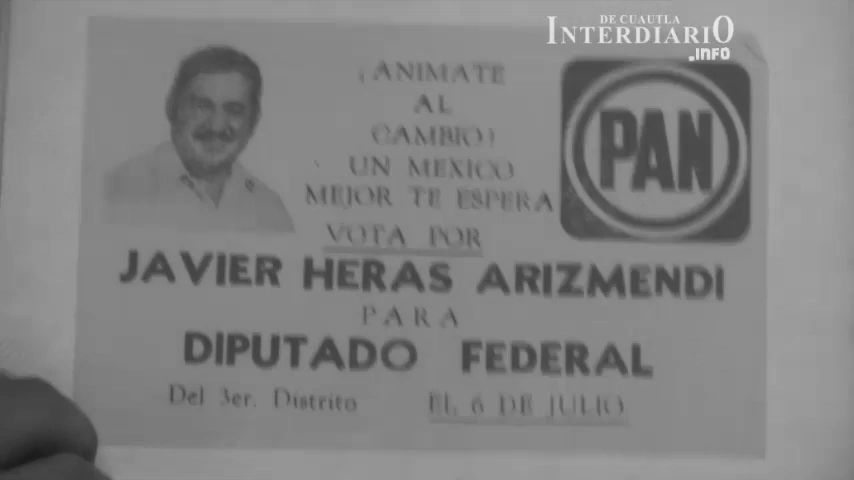 DE CUAUTLA
INTERDIARIO
.INFO
¡ANIMATE
AL
CAMBIO!
UN MEXICO
MEJOR TE ESPERA
PAN
VOTA POR
JAVIER HERAS ARIZMENDI
PARA
DIPUTADO FEDERAL
Del 3er. Distrito EL 6 DE JULIO